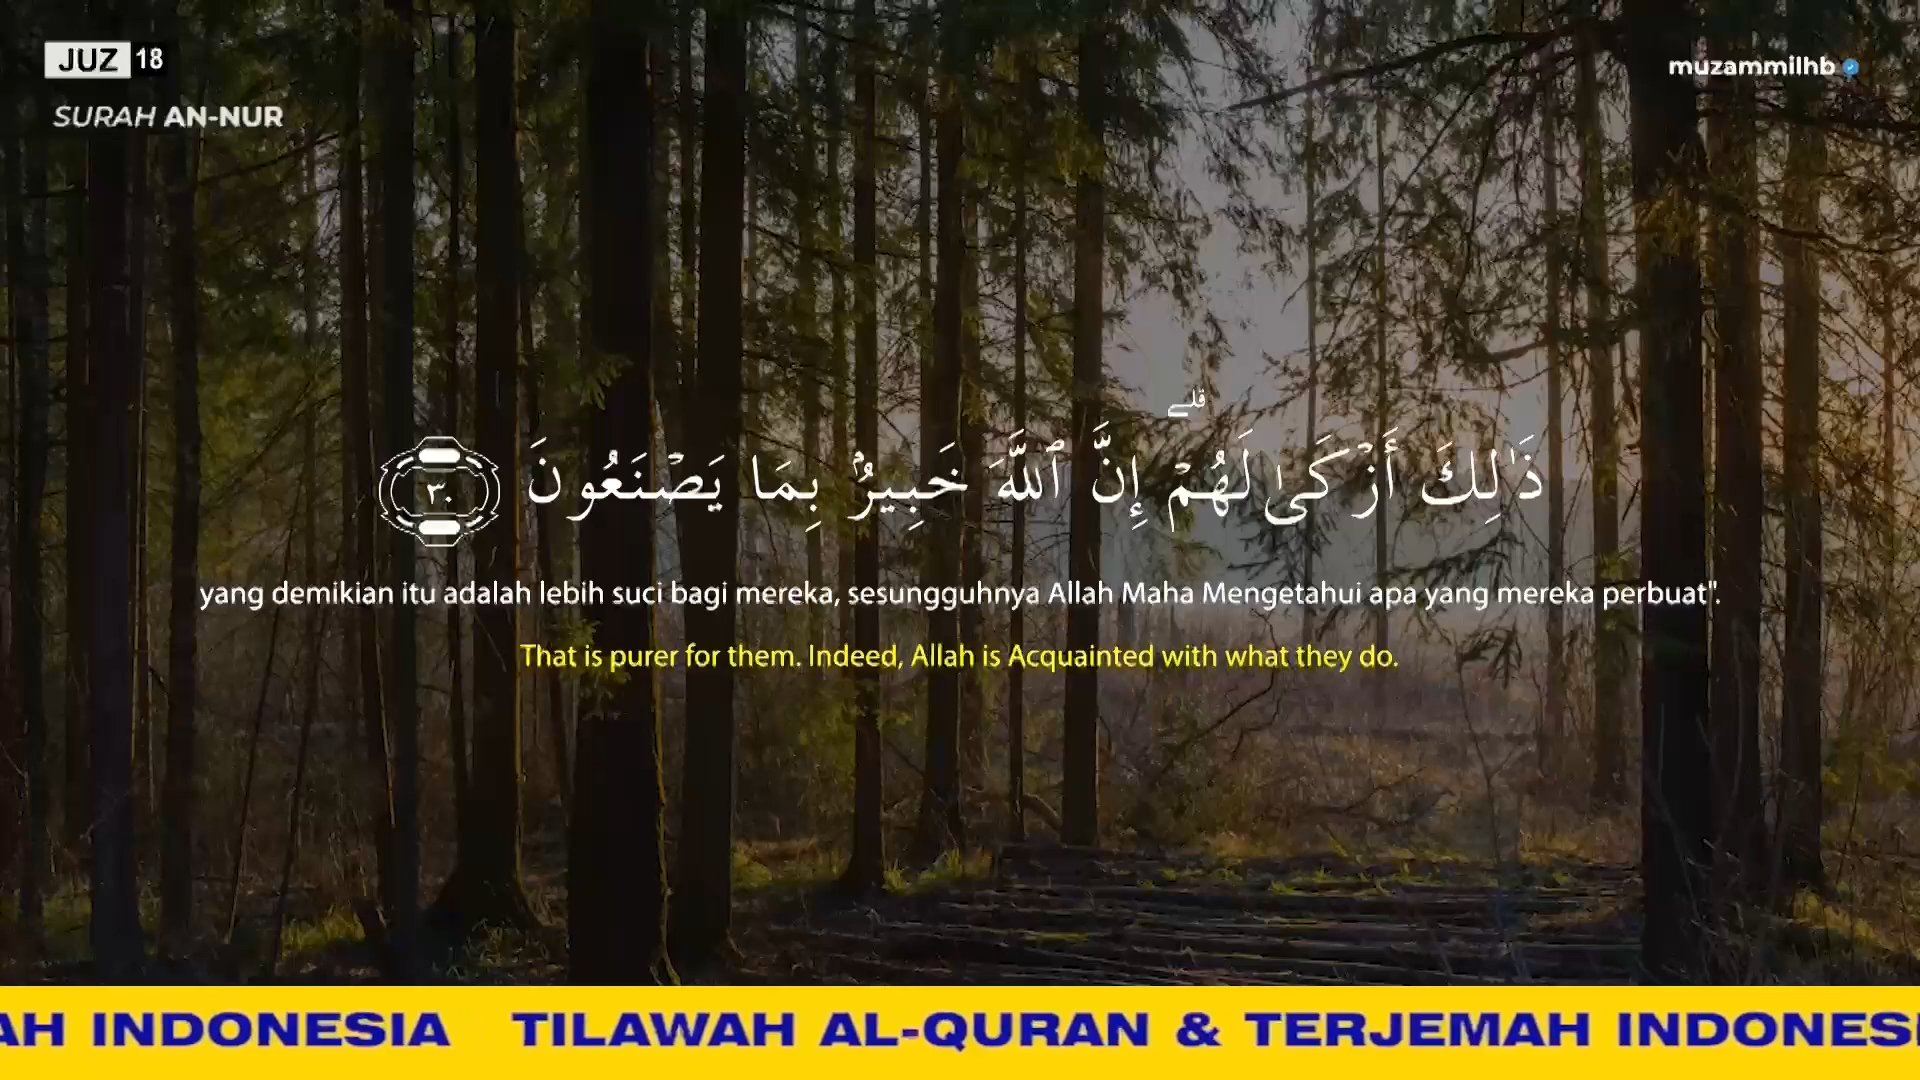 JUZ 18
muzammilhb
SURAH AN-NUR
ذَٰلِكَ أَزْكَىٰ لَهُمْ ۗ إِنَّ ٱللَّهَ خَبِيرٌۢ بِمَا يَصْنَعُونَ ٣٠
yang demikian itu adalah lebih suci bagi mereka, sesungguhnya Allah Maha Mengetahui apa yang mereka perbuat".
That is purer for them. Indeed, Allah is Acquainted with what they do.
AH INDONESIA TILAWAH AL-QURAN & TERJEMAH INDONES